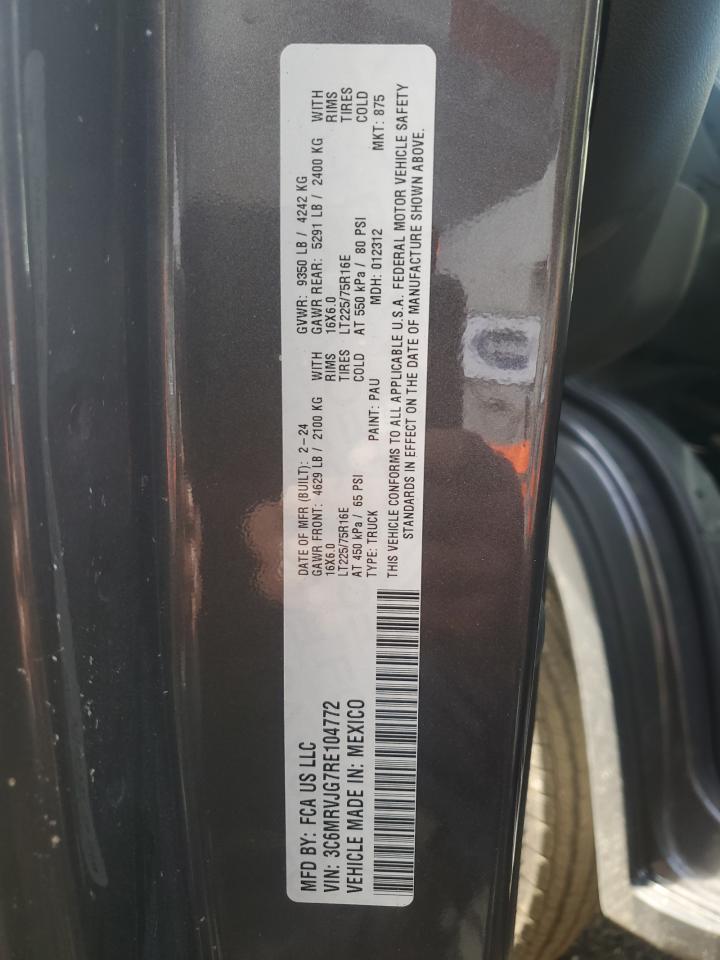 MFD BY: FCA US LLC
VIN: 3C6MRVJG7RE104772
VEHICLE MADE IN: MEXICO
DATE OF MFR (BUILT): 2-24 GVWR: 9350 LB / 4242 KG
GAWR FRONT: 4629 LB / 2100 KG WITH GAWR REAR: 5291 LB / 2400 KG WITH
16X6.0 RIMS 16X6.0 RIMS
LT225/75R16E TIRES LT225/75R16E TIRES
AT 450 kPa / 65 PSI COLD AT 550 kPa / 80 PSI COLD
TYPE: TRUCK PAINT: PAU MDH: 012312 MKT: 875
THIS VEHICLE CONFORMS TO ALL APPLICABLE U.S.A. FEDERAL MOTOR VEHICLE SAFETY
STANDARDS IN EFFECT ON THE DATE OF MANUFACTURE SHOWN ABOVE.